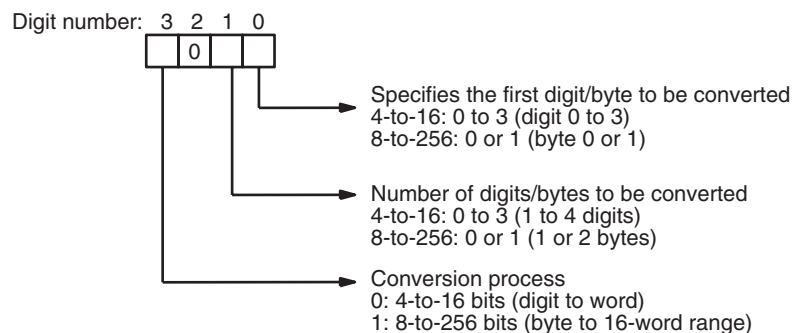 Digit number: 3 2 1 0
0
Specifies the first digit/byte to be converted
4-to-16: 0 to 3 (digit 0 to 3)
8-to-256: 0 or 1 (byte 0 or 1)
Number of digits/bytes to be converted
4-to-16: 0 to 3 (1 to 4 digits)
8-to-256: 0 or 1 (1 or 2 bytes)
Conversion process
0: 4-to-16 bits (digit to word)
1: 8-to-256 bits (byte to 16-word range)